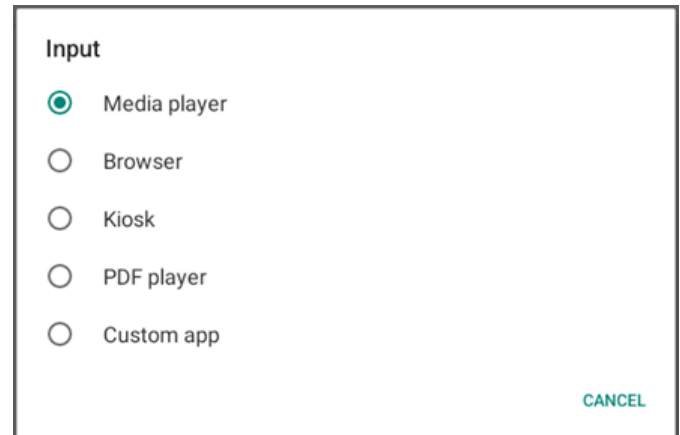 Input
Media player
Browser
Kiosk
PDF player
Custom app
CANCEL